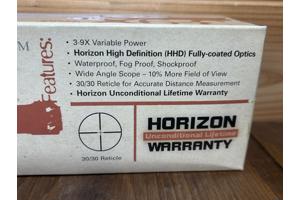 M
Features:
• 3-9X Variable Power
• Horizon High Definition (HHD) Fully-coated Optics
• Waterproof, Fog Proof, Shockproof
• Wide Angle Scope – 10% More Field of View
• 30/30 Reticle for Accurate Distance Measurement
• Horizon Unconditional Lifetime Warranty
30/30 Reticle
HORIZON
Unconditional Lifetime
WARRANTY